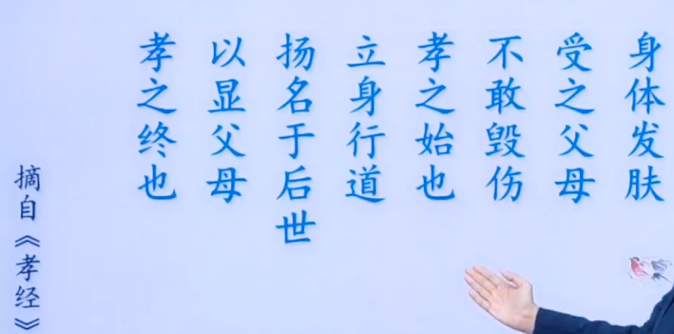 身体发肤
受之父母
不敢毁伤
孝之始也
立身行道
扬名于后世
以显父母
孝之终也
摘自《孝经》